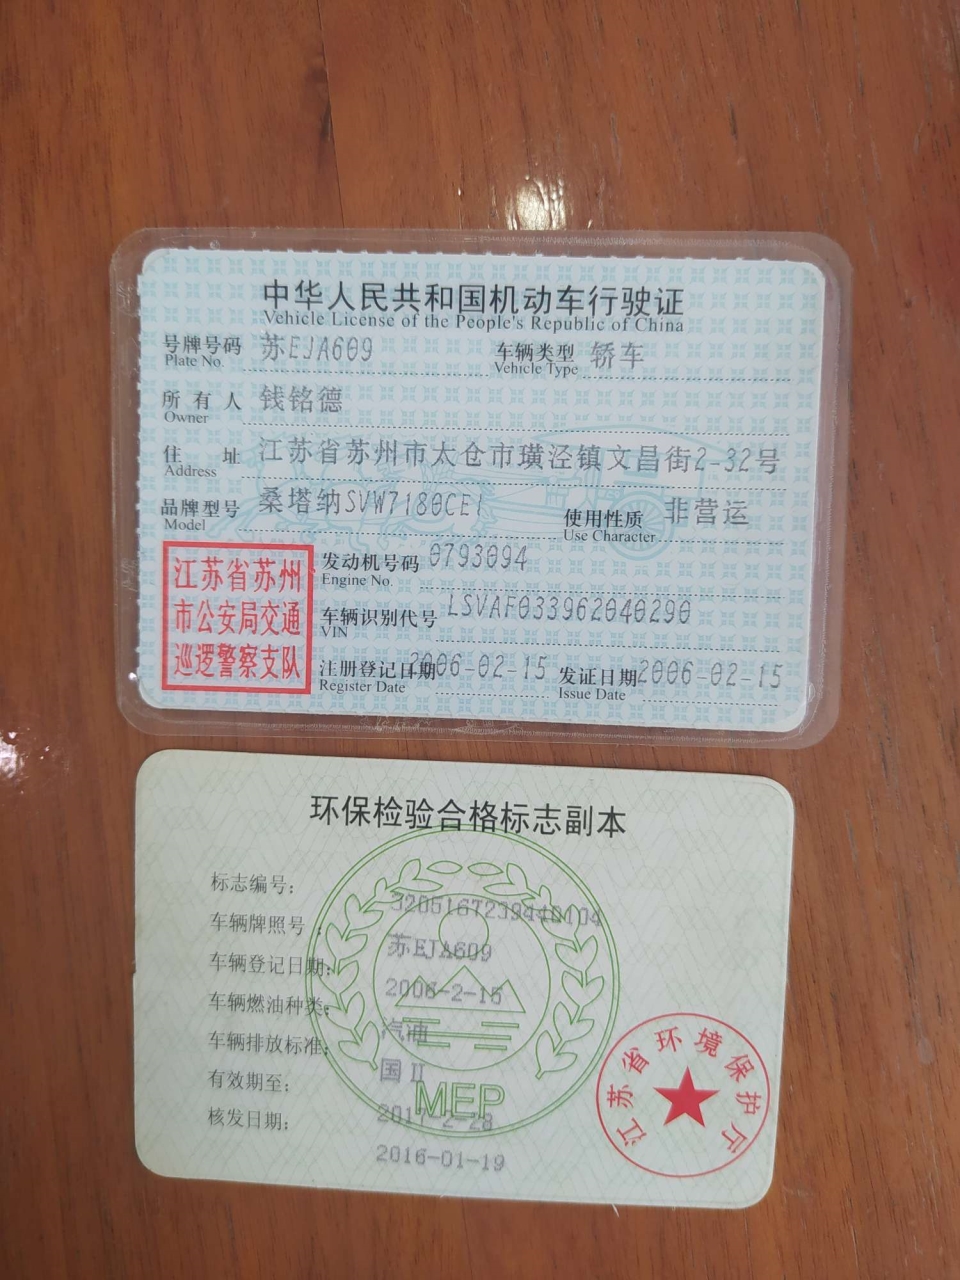 中华人民共和国机动车行驶证
Vehicle License of the People's Republic of China
号牌号码 苏EJA609 车辆类型 轿车
Plate No. Vehicle Type
所有人 钱铭德
Owner
住址 江苏省苏州市太仓市璜泾镇文昌街2-32号
Address
品牌型号 桑塔纳SVW7180CEI 使用性质 非营运
Model Use Character
江苏省苏州
市公安局交通
巡逻警察支队
发动机号码 0793094
Engine No.
车辆识别代号 LSVAF033962040290
VIN
注册登记日期 2006-02-15 发证日期 2006-02-15
Register Date Issue Date
环保检验合格标志副本
标志编号: 3205167239440104
车辆牌照号: 苏EJA609
车辆登记日期: 2006-2-15
车辆燃油种类: 汽油
车辆排放标准: 国II
有效期至: 2017-2-28
核发日期: 2016-01-19
MEP
江苏省环境保护厅